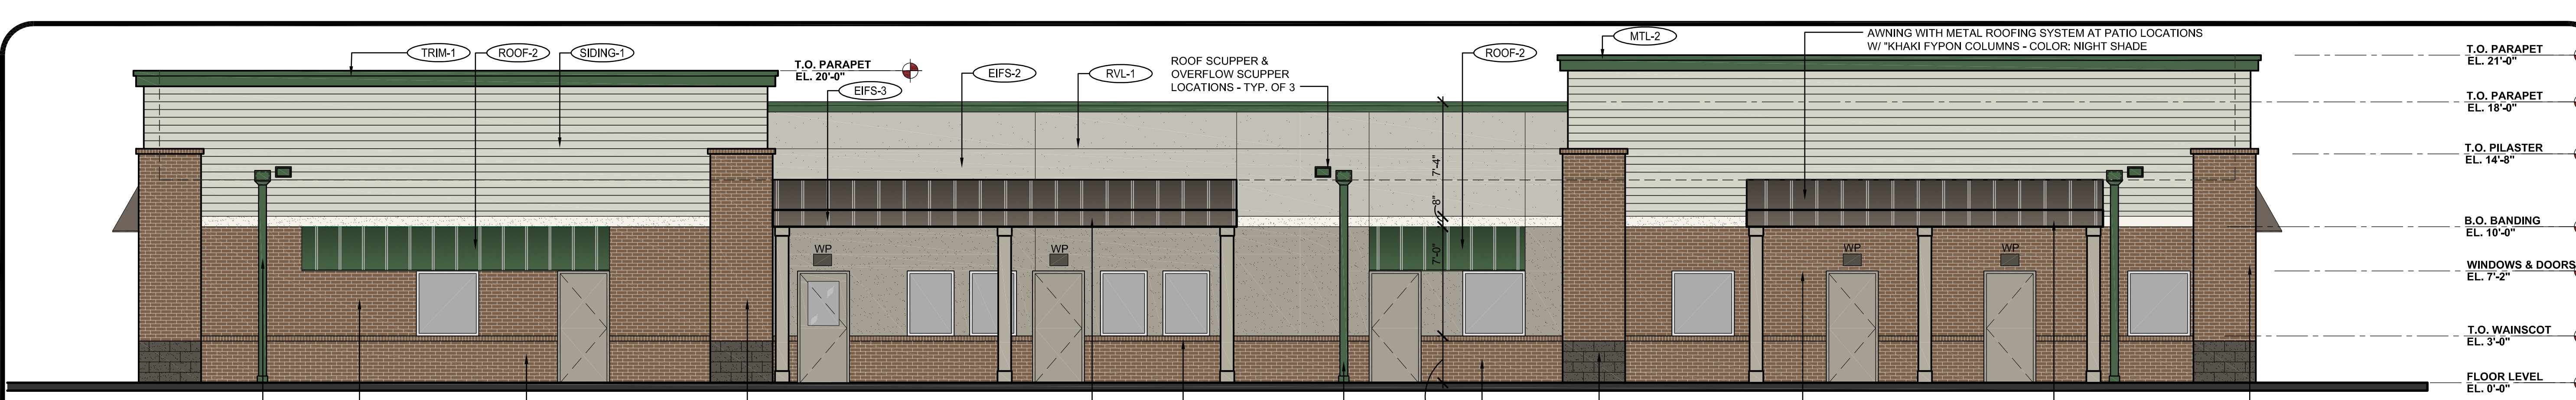 TRIM-1
ROOF-2
SIDING-1
T.O. PARAPET
EL. 20'-0"
EIFS-3
EIFS-2
RVL-1
ROOF SCUPPER &
OVERFLOW SCUPPER
LOCATIONS - TYP. OF 3
ROOF-2
MTL-2
AWNING WITH METAL ROOFING SYSTEM AT PATIO LOCATIONS
W/ "KHAKI FYPON COLUMNS - COLOR: NIGHT SHADE
T.O. PARAPET
EL. 21'-0"
T.O. PARAPET
EL. 18'-0"
T.O. PILASTER
EL. 14'-8"
B.O. BANDING
EL. 10'-0"
WINDOWS & DOORS
EL. 7'-2"
T.O. WAINSCOT
EL. 3'-0"
FLOOR LEVEL
EL. 0'-0"
7'-4"
8"
7'-0"
WP
WP
WP
WP